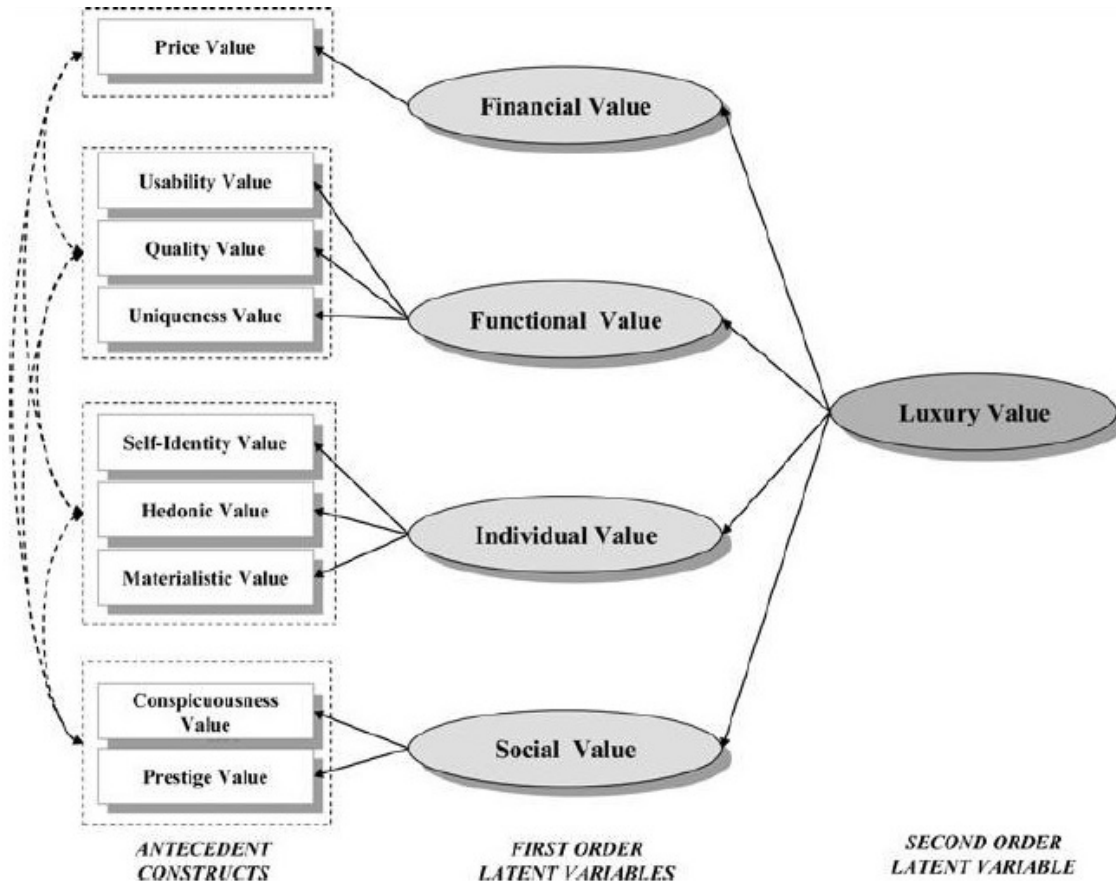 Price Value
Financial Value
Usability Value
Quality Value
Uniqueness Value
Functional Value
Self-Identity Value
Hedonic Value
Materialistic Value
Individual Value
Luxury Value
Conspicuousness
Value
Prestige Value
Social Value
ANTECEDENT
CONSTRUCTS
FIRST ORDER
LATENT VARIABLES
SECOND ORDER
LATENT VARIABLE